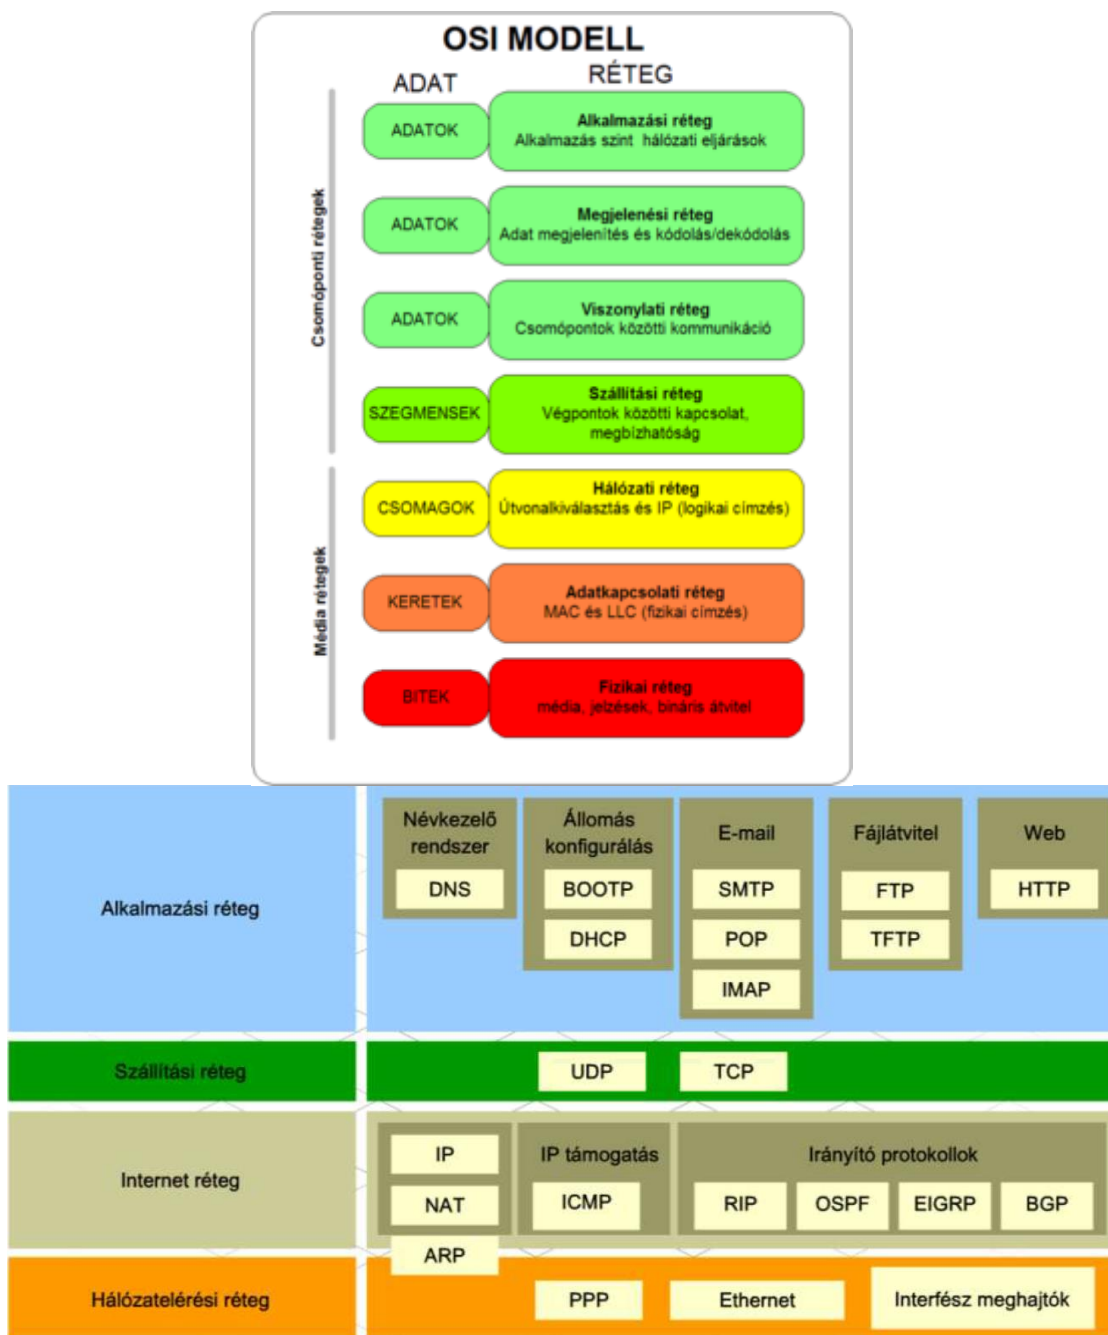 OSI MODELL
ADAT
RÉTEG
Csomóponti rétegek
ADATOK
Alkalmazási réteg
Alkalmazás szint hálózati eljárások
ADATOK
Megjelenési réteg
Adat megjelenítés és kódolás/dekódolás
ADATOK
Viszonylati réteg
Csomópontok közötti kommunikáció
SZEGMENSEK
Szállítási réteg
Végpontok közötti kapcsolat,
megbízhatóság
Média rétegek
CSOMAGOK
Hálózati réteg
Útvonalkiválasztás és IP (logikai címzés)
KERETEK
Adatkapcsolati réteg
MAC és LLC (fizikai címzés)
BITEK
Fizikai réteg
média, jelzések, bináris átvitel
Alkalmazási réteg
Névkezelő
rendszer
DNS
Állomás
konfigurálás
BOOTP
DHCP
E-mail
SMTP
POP
IMAP
Fájlátvitel
FTP
TFTP
Web
HTTP
Szállítási réteg
UDP
TCP
Internet réteg
IP
NAT
ARP
IP támogatás
ICMP
Irányító protokollok
RIP
OSPF
EIGRP
BGP
Hálózatelérési réteg
PPP
Ethernet
Interfész meghajtók